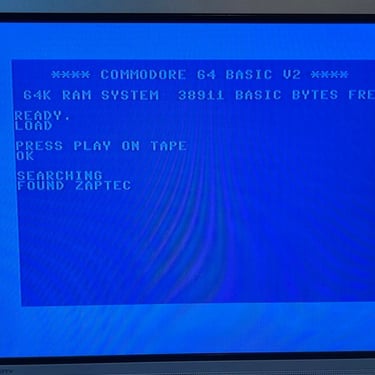 **** COMMODORE 64 BASIC V2 ****
64K RAM SYSTEM 38911 BASIC BYTES FRE
READY.
LOAD
PRESS PLAY ON TAPE
OK
SEARCHING
FOUND ZAPTEC